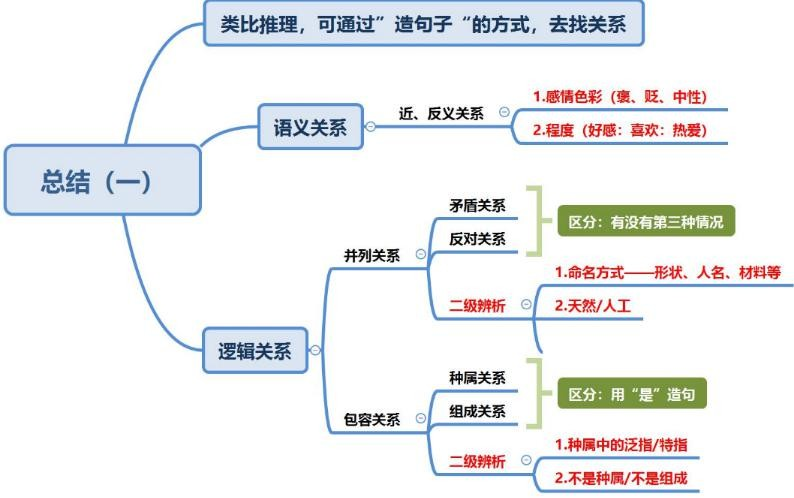 类比推理，可通过”造句子“的方式，去找关系
总结（一）
语义关系
近、反义关系
1.感情色彩（褒、贬、中性）
2.程度（好感：喜欢：热爱）
逻辑关系
并列关系
矛盾关系
反对关系
区分：有没有第三种情况
二级辨析
1.命名方式——形状、人名、材料等
2.天然/人工
包容关系
种属关系
组成关系
区分：用“是”造句
二级辨析
1.种属中的泛指/特指
2.不是种属/不是组成